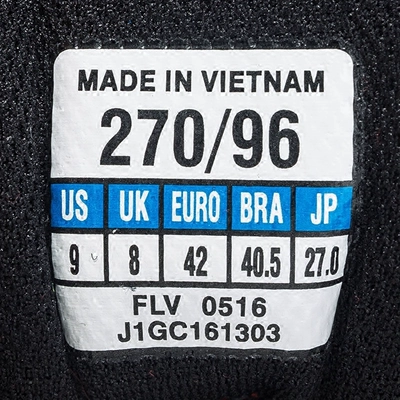 MADE IN VIETNAM
270/96
US UK EURO BRA JP
9 8 42 40.5 27.0
FLV 0516
J1GC161303